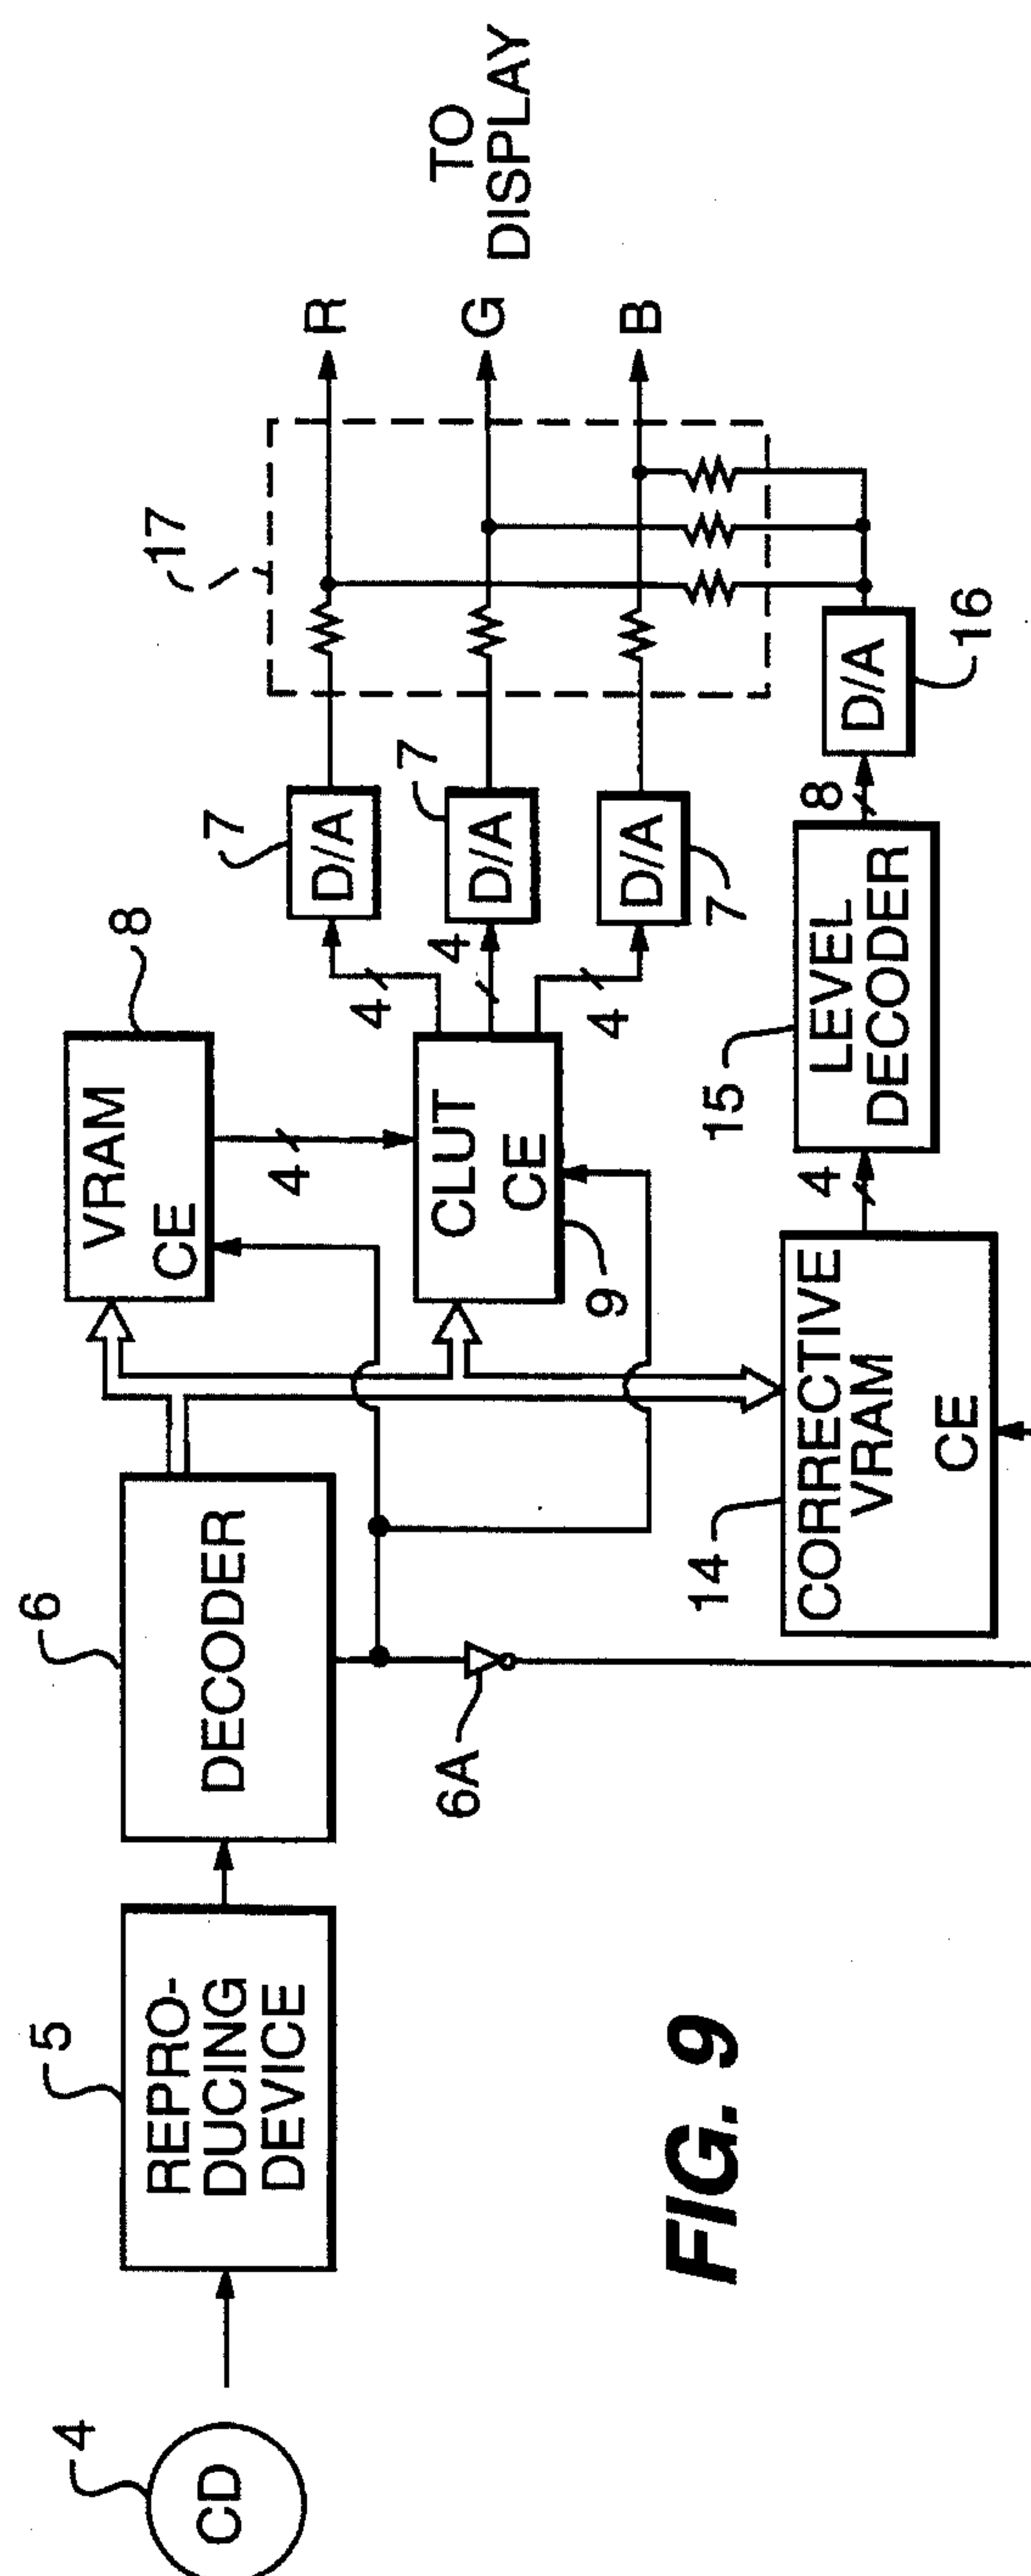 4
CD
5
REPRO-
DUCING
DEVICE
6
DECODER
6A
VRAM
CE
8
4
CLUT
CE
9
4
4
4
7
D/A
7
D/A
7
D/A
17
R
G
B
TO
DISPLAY
14
CORRECTIVE
VRAM
CE
4
15
LEVEL
DECODER
8
D/A
16
FIG. 9